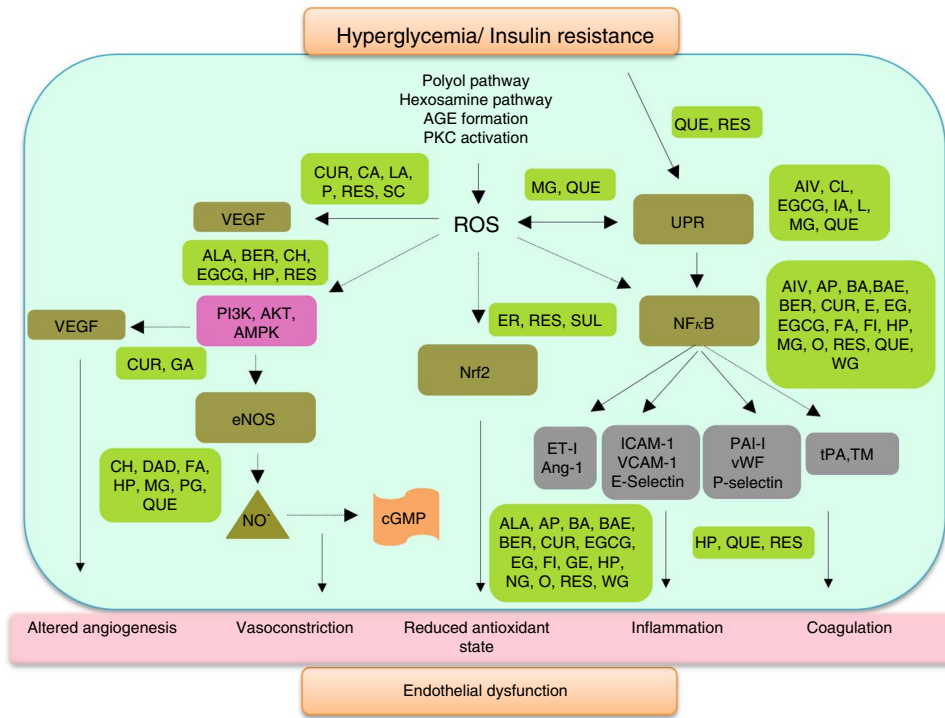 Hyperglycemia/ Insulin resistance
Polyol pathway
Hexosamine pathway
AGE formation
PKC activation
QUE, RES
CUR, CA, LA,
P, RES, SC
MG, QUE
AIV, CL,
EGCG, IA, L,
MG, QUE
VEGF
ROS
UPR
ALA, BER, CH,
EGCG, HP, RES
AIV, AP, BA,BAE,
BER, CUR, E, EG,
EGCG, FA, FI, HP,
MG, O, RES, QUE,
WG
VEGF
PI3K, AKT,
AMPK
ER, RES, SUL
NFκB
CUR, GA
Nrf2
eNOS
ET-I
Ang-1
ICAM-1
VCAM-1
E-Selectin
PAI-I
vWF
P-selectin
tPA,TM
CH, DAD, FA,
HP, MG, PG,
QUE
NO˙
cGMP
ALA, AP, BA, BAE,
BER, CUR, EGCG,
EG, FI, GE, HP,
NG, O, RES, WG
HP, QUE, RES
Altered angiogenesis
Vasoconstriction
Reduced antioxidant
state
Inflammation
Coagulation
Endothelial dysfunction